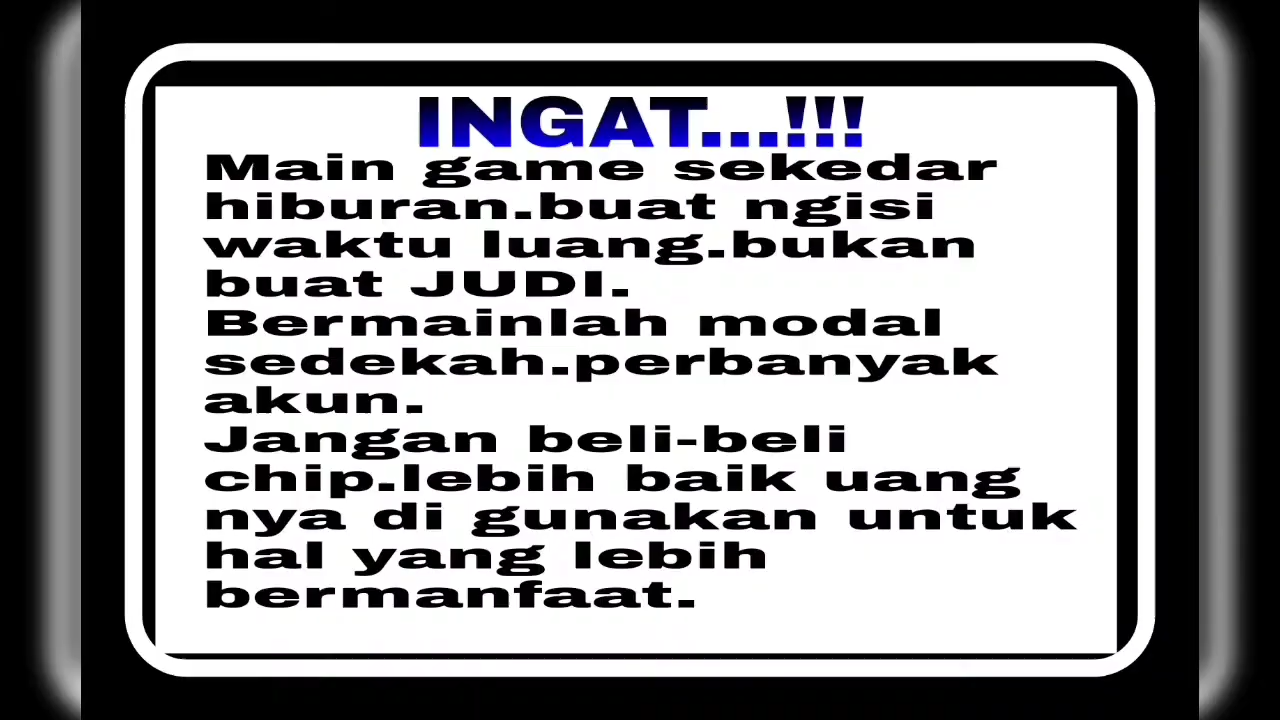 INGAT...!!!
Main game sekedar
hiburan.buat ngisi
waktu luang.bukan
buat JUDI.
Bermainlah modal
sedekah.perbanyak
akun.
Jangan beli-beli
chip.lebih baik uang
nya di gunakan untuk
hal yang lebih
bermanfaat.